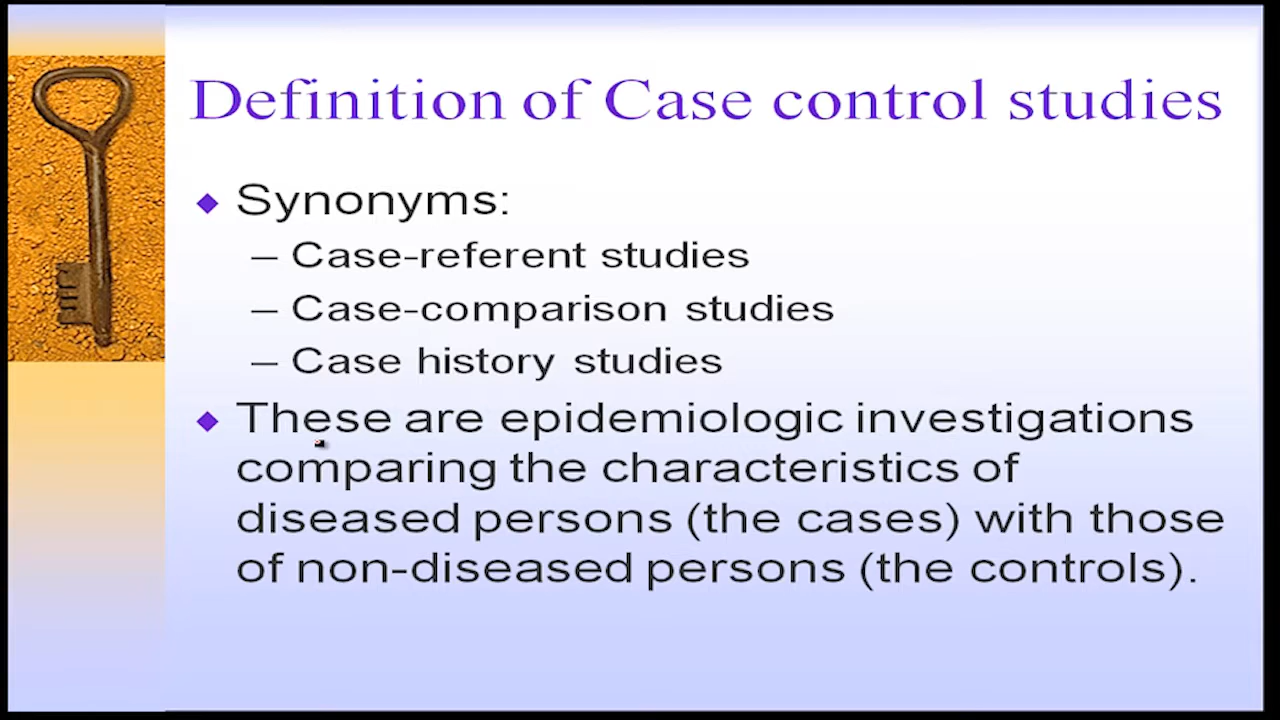 Definition of Case control studies
◆ Synonyms:
– Case-referent studies
– Case-comparison studies
– Case history studies
◆ These are epidemiologic investigations
comparing the characteristics of
diseased persons (the cases) with those
of non-diseased persons (the controls).